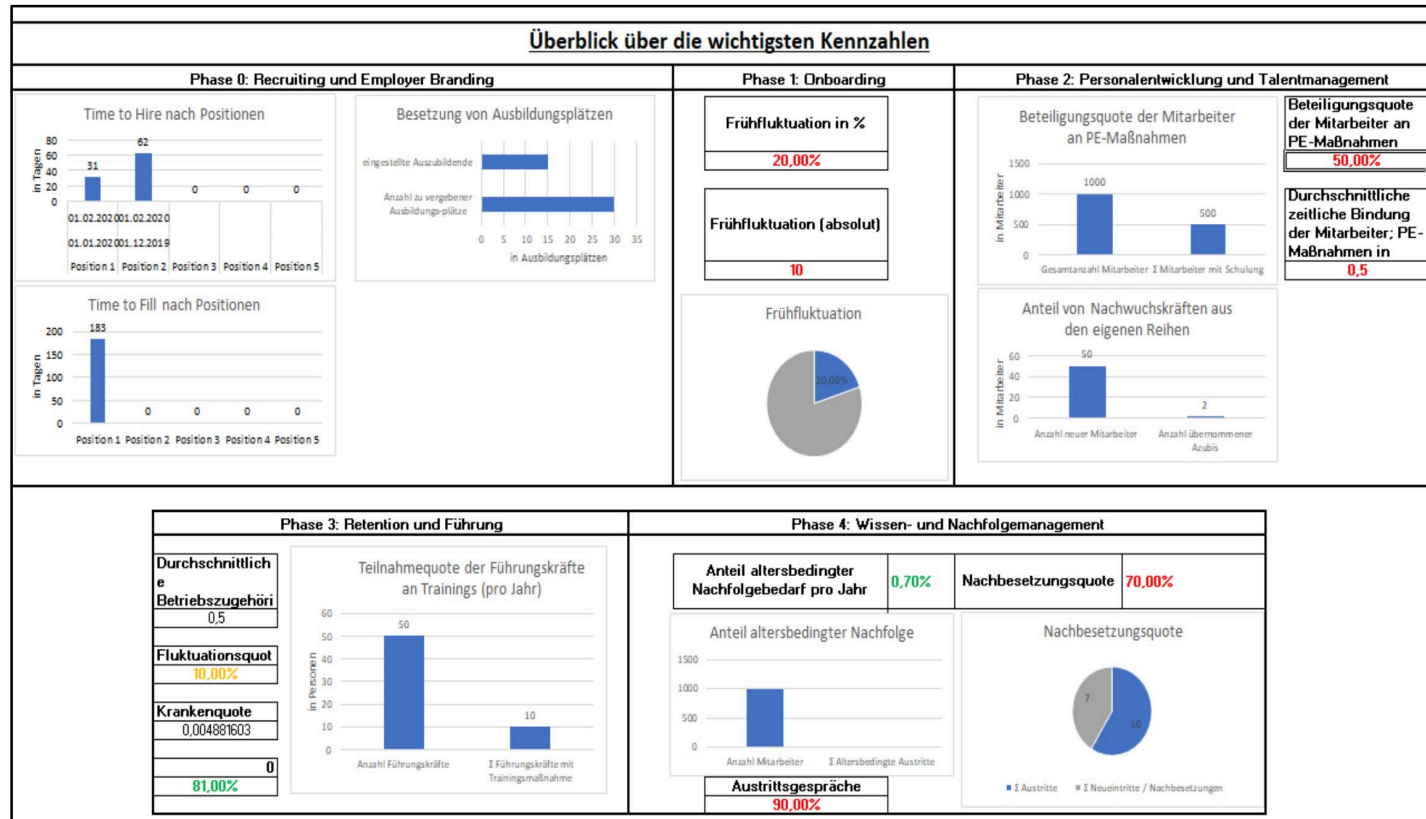 Überblick über die wichtigsten Kennzahlen
Phase 0: Recruiting und Employer Branding
Time to Hire nach Positionen
in Tagen
80
60
40
20
0
31
62
0
0
0
01.02.2020
01.02.2020
01.01.2020
01.12.2019
Position 1
Position 2
Position 3
Position 4
Position 5
Besetzung von Ausbildungsplätzen
eingestellte Auszubildende
Anzahl zu vergebener
Ausbildungs-plätze
0
5
10
15
20
25
30
35
in Ausbildungsplätzen
Time to Fill nach Positionen
in Tagen
200
150
100
50
0
183
0
0
0
0
Position 1
Position 2
Position 3
Position 4
Position 5
Phase 1: Onboarding
Frühfluktuation in %
20,00%
Frühfluktuation (absolut)
10
Frühfluktuation
20,00%
Phase 2: Personalentwicklung und Talentmanagement
Beteiligungsquote der Mitarbeiter
an PE-Maßnahmen
in Mitarbeiter
1500
1000
500
0
1000
500
Gesamtanzahl Mitarbeiter
Σ Mitarbeiter mit Schulung
Beteiligungsquote
der Mitarbeiter an
PE-Maßnahmen
50,00%
Durchschnittliche
zeitliche Bindung
der Mitarbeiter; PE-
Maßnahmen in
0,5
Anteil von Nachwuchskräften aus
den eigenen Reihen
in Mitarbeiter
60
40
20
0
50
2
Anzahl neuer Mitarbeiter
Anzahl übernommener
Azubis
Phase 3: Retention und Führung
Durchschnittlich
e
Betriebszugehöri
0,5
Fluktuationsquot
10,00%
Krankenquote
0,004881603
0
81,00%
Teilnahmequote der Führungskräfte
an Trainings (pro Jahr)
in Personen
60
50
40
30
20
10
0
50
10
Anzahl Führungskräfte
Σ Führungskräfte mit
Trainingsmaßnahme
Phase 4: Wissen- und Nachfolgemanagement
Anteil altersbedingter
Nachfolgebedarf pro Jahr
0,70%
Nachbesetzungsquote
70,00%
Anteil altersbedingter Nachfolge
1500
1000
500
0
Anzahl Mitarbeiter
Σ Altersbedingte Austritte
Austrittsgespräche
90,00%
Nachbesetzungsquote
7
10
Σ Austritte
Σ Neueintritte / Nachbesetzungen